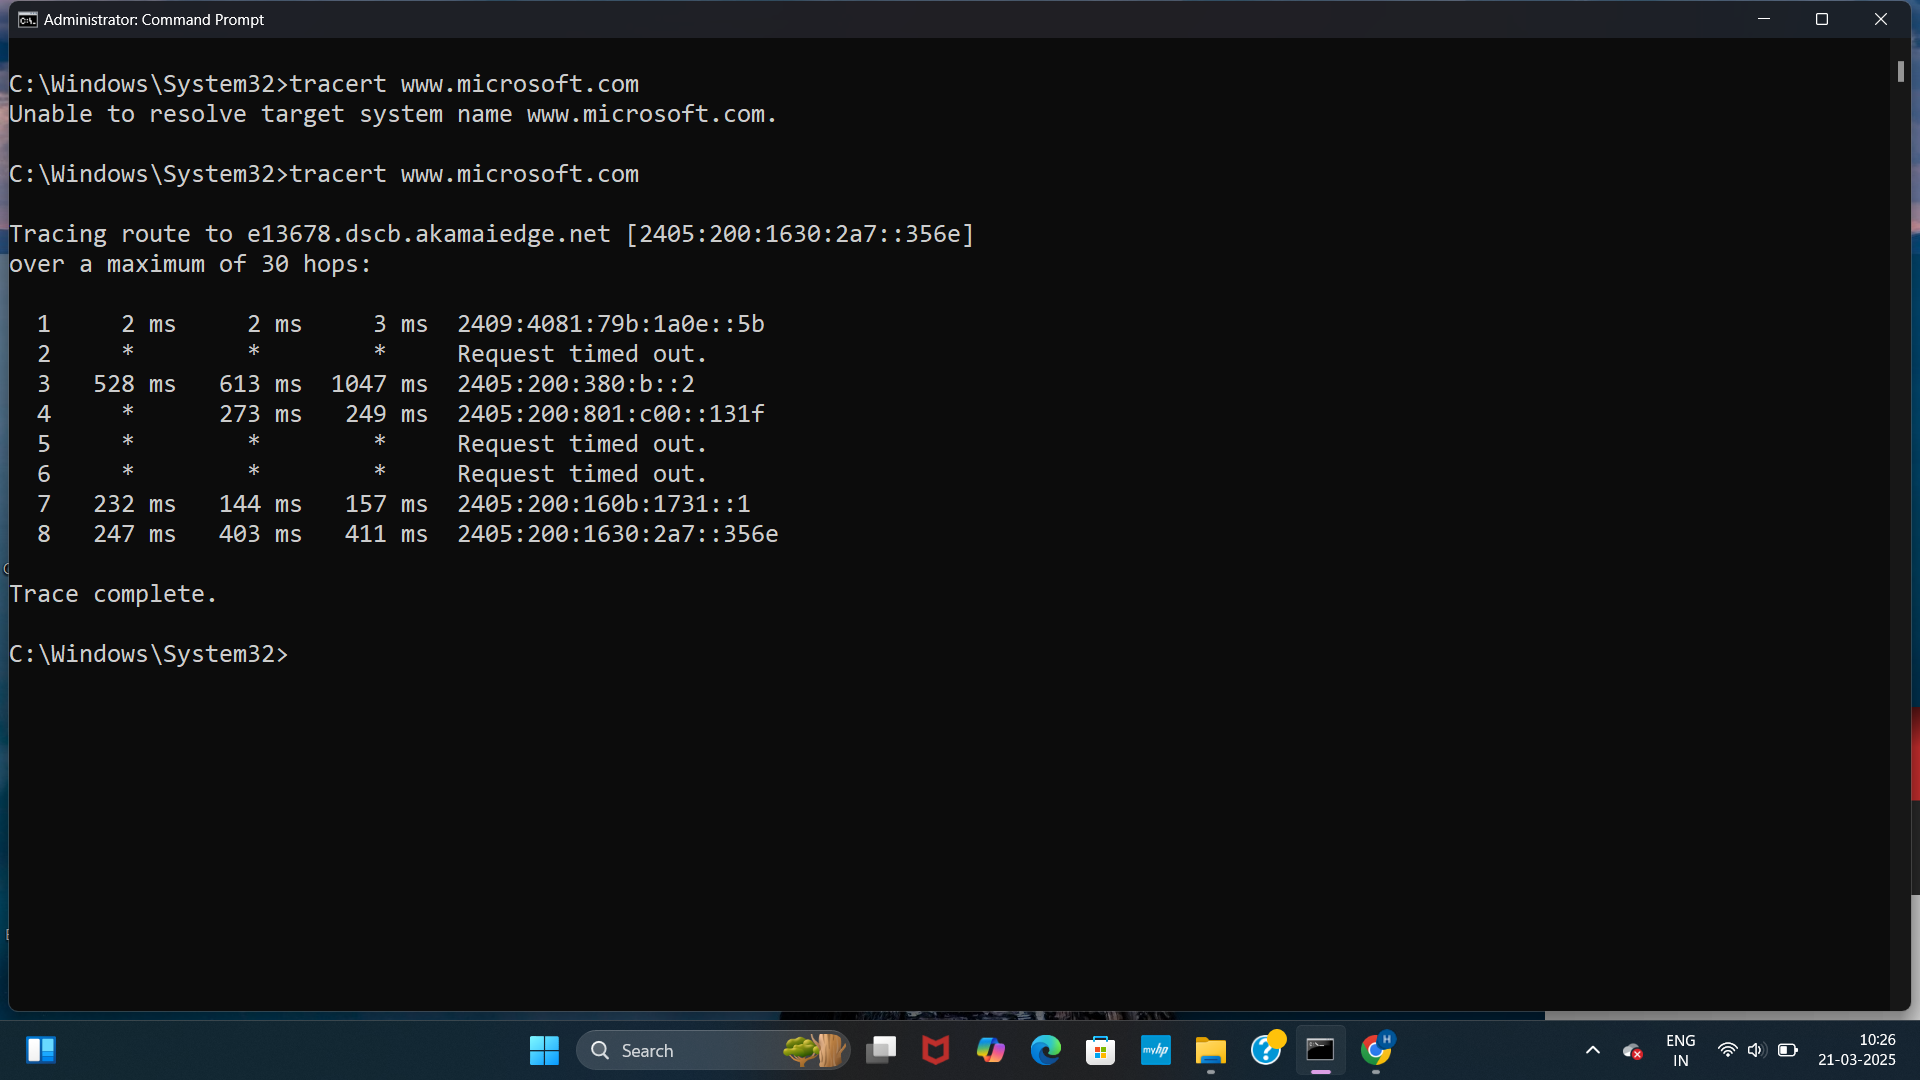 Administrator: Command Prompt
C:\Windows\System32>tracert www.microsoft.com
Unable to resolve target system name www.microsoft.com.
C:\Windows\System32>tracert www.microsoft.com
Tracing route to e13678.dscb.akamaiedge.net [2405:200:1630:2a7::356e]
over a maximum of 30 hops:
1 2 ms 2 ms 3 ms 2409:4081:79b:1a0e::5b
2 * * * Request timed out.
3 528 ms 613 ms 1047 ms 2405:200:380:b::2
4 * 273 ms 249 ms 2405:200:801:c00::131f
5 * * * Request timed out.
6 * * * Request timed out.
7 232 ms 144 ms 157 ms 2405:200:160b:1731::1
8 247 ms 403 ms 411 ms 2405:200:1630:2a7::356e
Trace complete.
C:\Windows\System32>
Search
myhp
H
ENG
IN
10:26
21-03-2025